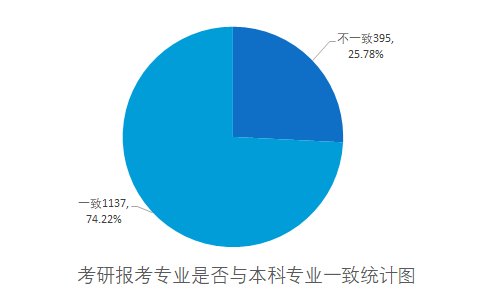 不一致395,
25.78%
一致1137,
74.22%
考研报考专业是否与本科专业一致统计图